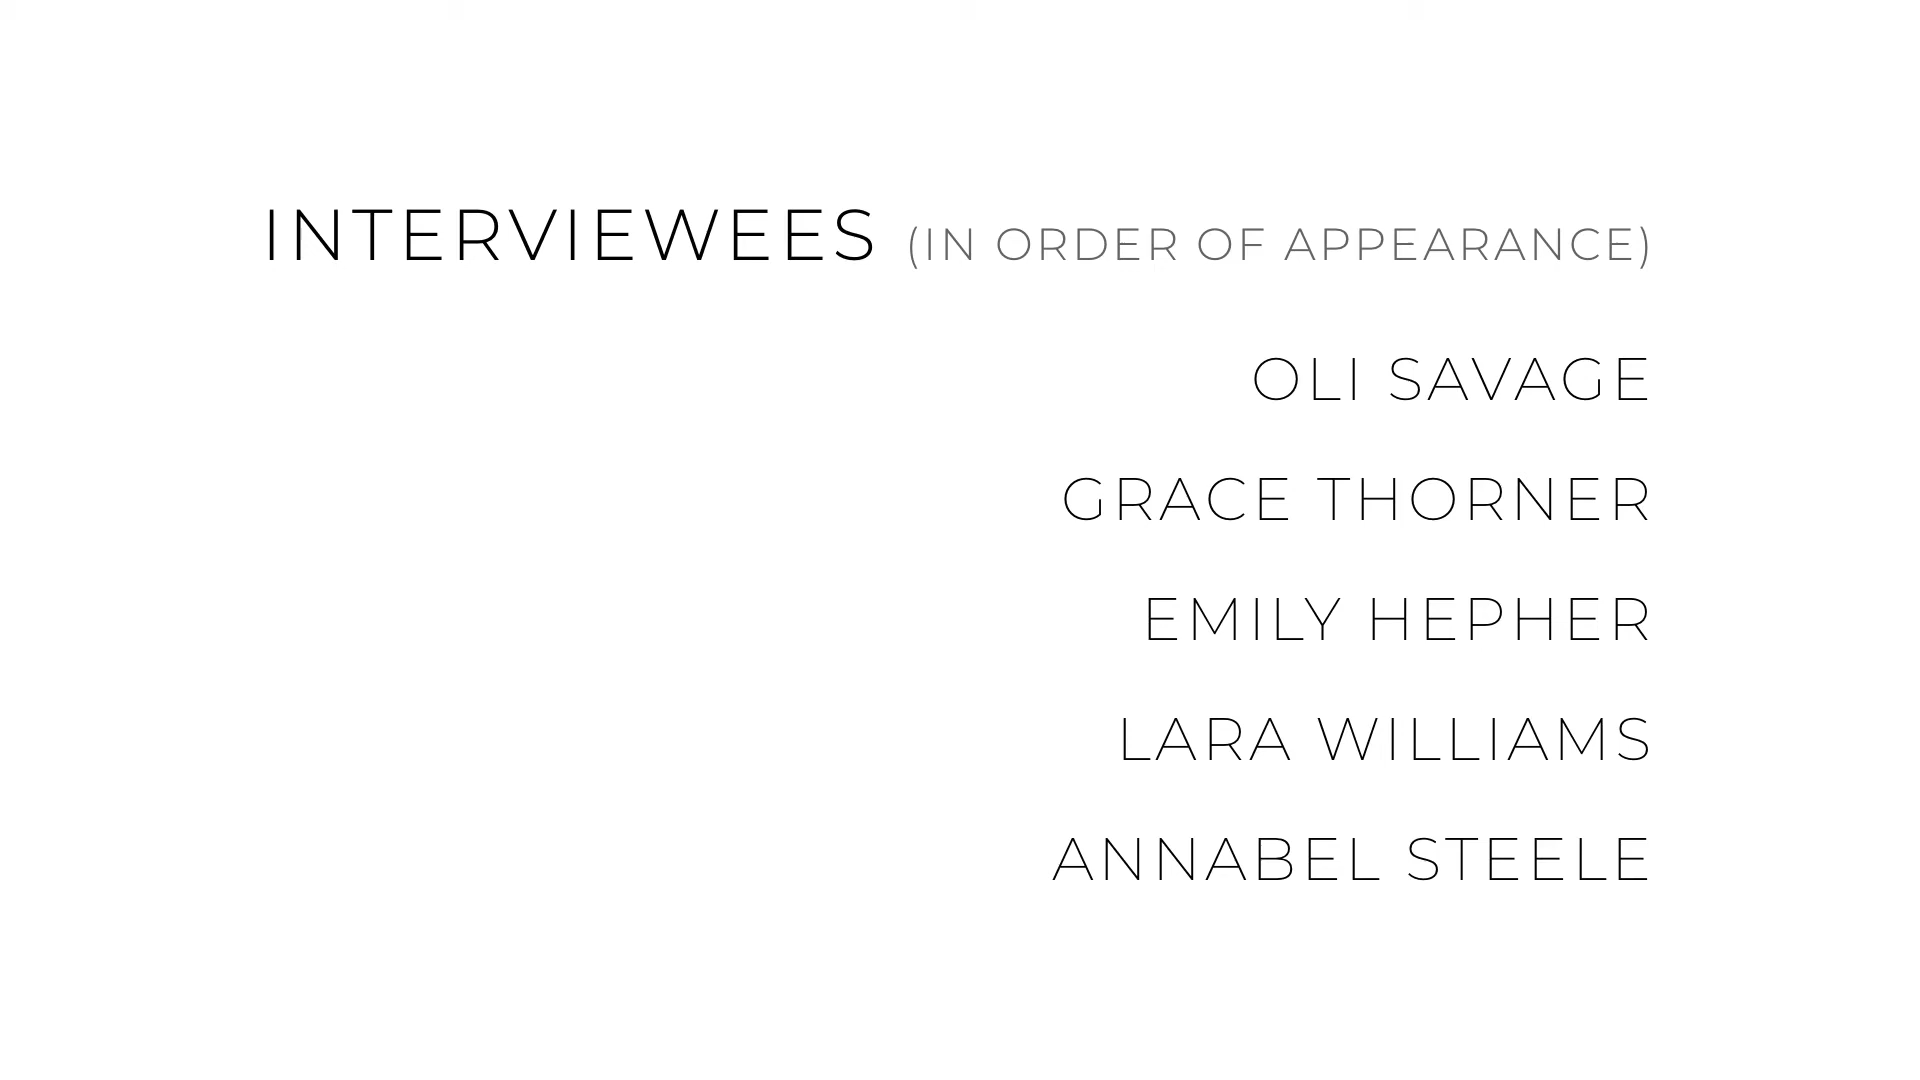 INTERVIEWEES (IN ORDER OF APPEARANCE)
OLI SAVAGE
GRACE THORNER
EMILY HEPHER
LARA WILLIAMS
ANNABEL STEELE